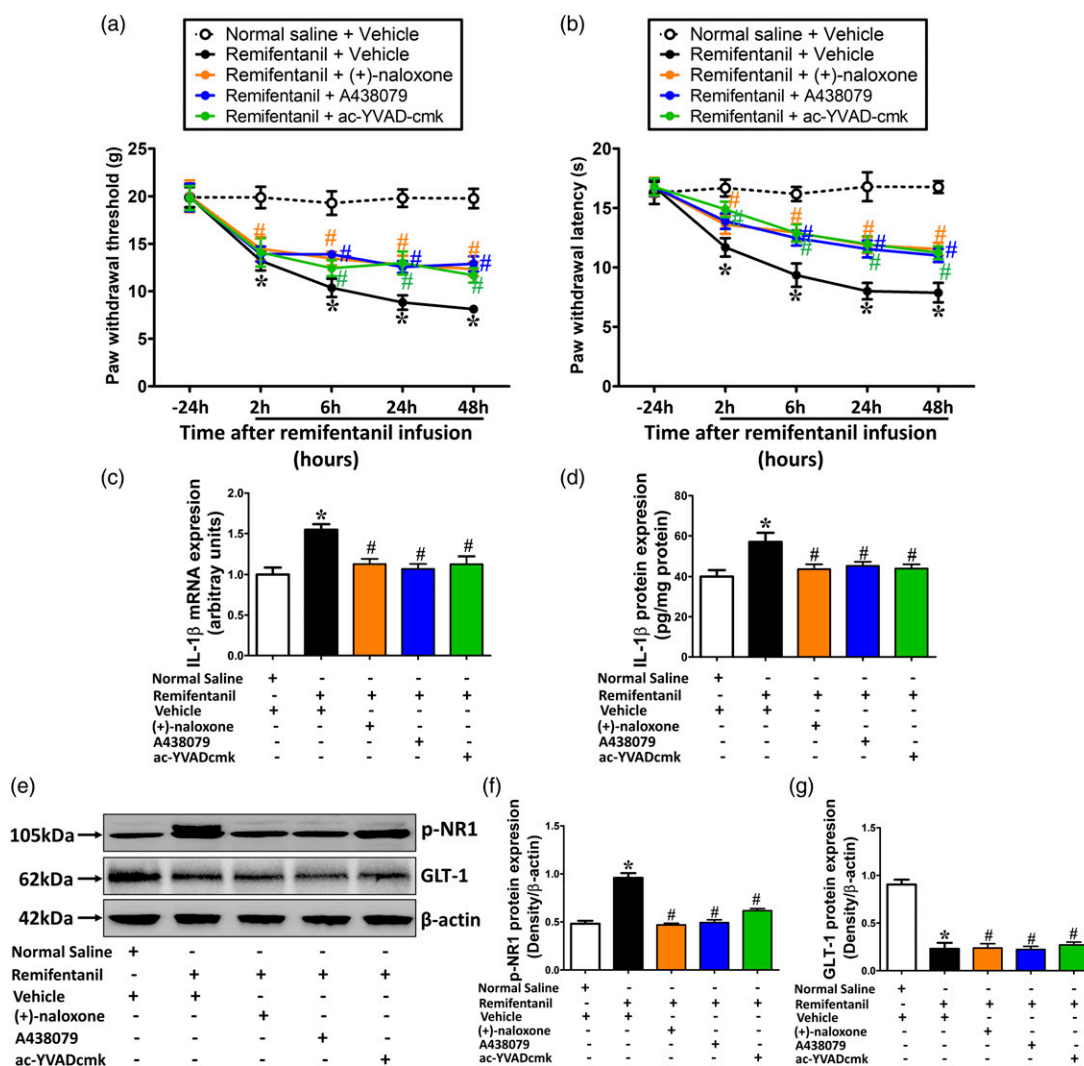 (a)
Normal saline + Vehicle
Remifentanil + Vehicle
Remifentanil + (+)-naloxone
Remifentanil + A438079
Remifentanil + ac-YVAD-cmk
Paw withdrawal threshold (g)
25
20
15
10
5
0
# # # #
# # #
# # #
* * * *
-24h 2h 6h 24h 48h
Time after remifentanil infusion
(hours)
(b)
Normal saline + Vehicle
Remifentanil + Vehicle
Remifentanil + (+)-naloxone
Remifentanil + A438079
Remifentanil + ac-YVAD-cmk
Paw withdrawal latency (s)
20
15
10
5
0
# # # #
# # # #
# # # #
* * * *
-24h 2h 6h 24h 48h
Time after remifentanil infusion
(hours)
(c)
IL-1β mRNA expresion
(arbitray units)
2.0
1.5
1.0
0.5
0.0
* # # #
Normal Saline + - - - -
Remifentanil - + + + +
Vehicle + + - - -
(+)-naloxone - - + - -
A438079 - - - + -
ac-YVADcmk - - - - +
(d)
IL-1β protein expresion
(pg/mg protein)
80
60
40
20
0
* # # #
Normal Saline + - - - -
Remifentanil - + + + +
Vehicle + + - - -
(+)-naloxone - - + - -
A438079 - - - + -
ac-YVADcmk - - - - +
(e)
105kDa p-NR1
62kDa GLT-1
42kDa β-actin
Normal Saline + - - - -
Remifentanil - + + + +
Vehicle + + - - -
(+)-naloxone - - + - -
A438079 - - - + -
ac-YVADcmk - - - - +
(f)
p-NR1 protein expresion
(Density/β-actin)
1.5
1.0
0.5
0.0
* # # #
Normal Saline + - - - -
Remifentanil - + + + +
Vehicle + + - - -
(+)-naloxone - - + - -
A438079 - - - + -
ac-YVADcmk - - - - +
(g)
GLT-1 protein expresion
(Density/β-actin)
1.5
1.0
0.5
0.0
* # # #
Normal Saline + - - - -
Remifentanil - + + + +
Vehicle + + - - -
(+)-naloxone - - + - -
A438079 - - - + -
ac-YVADcmk - - - - +